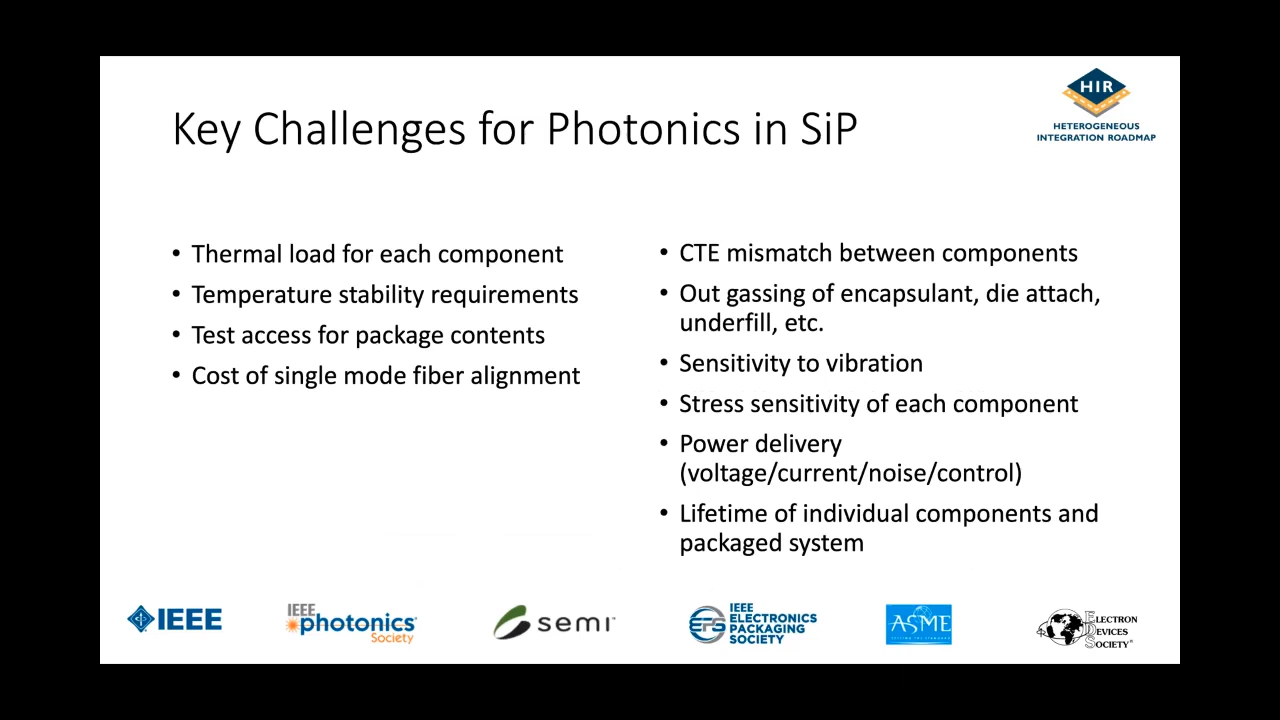 HIR
HETEROGENEOUS
INTEGRATION ROADMAP
Key Challenges for Photonics in SiP
• Thermal load for each component
• Temperature stability requirements
• Test access for package contents
• Cost of single mode fiber alignment
• CTE mismatch between components
• Out gassing of encapsulant, die attach,
underfill, etc.
• Sensitivity to vibration
• Stress sensitivity of each component
• Power delivery
(voltage/current/noise/control)
• Lifetime of individual components and
packaged system
IEEE
IEEE
photonics
Society
semi
EPS
IEEE
ELECTRONICS
PACKAGING
SOCIETY
ASME
SETTING THE STANDARD
ELECTRON
DEVICES
SOCIETY®